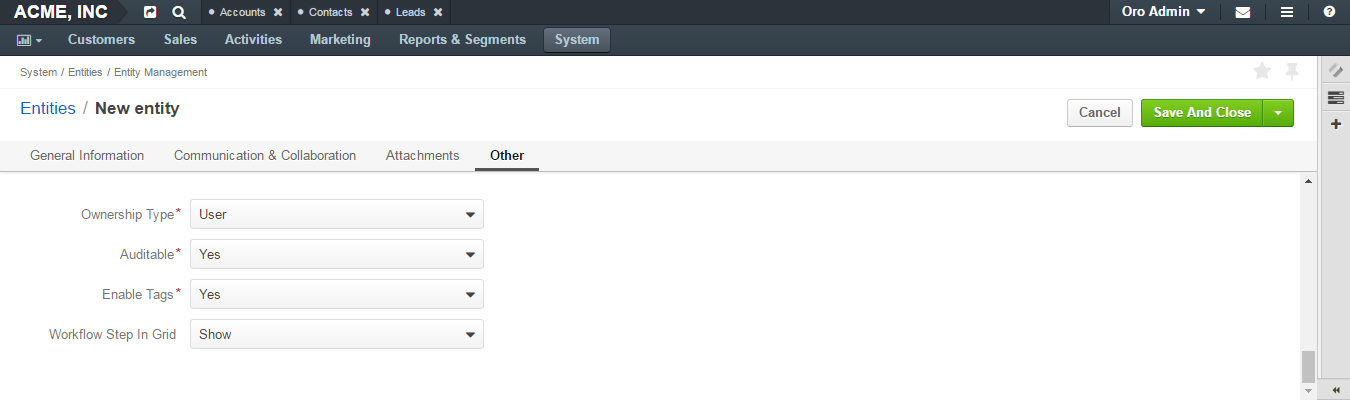 ACME, INC • Accounts ✖ • Contacts ✖ • Leads ✖ Oro Admin
Customers Sales Activities Marketing Reports & Segments System
System / Entities / Entity Management
Entities / New entity Cancel Save And Close
General Information Communication & Collaboration Attachments Other
Ownership Type* User
Auditable* Yes
Enable Tags* Yes
Workflow Step In Grid Show